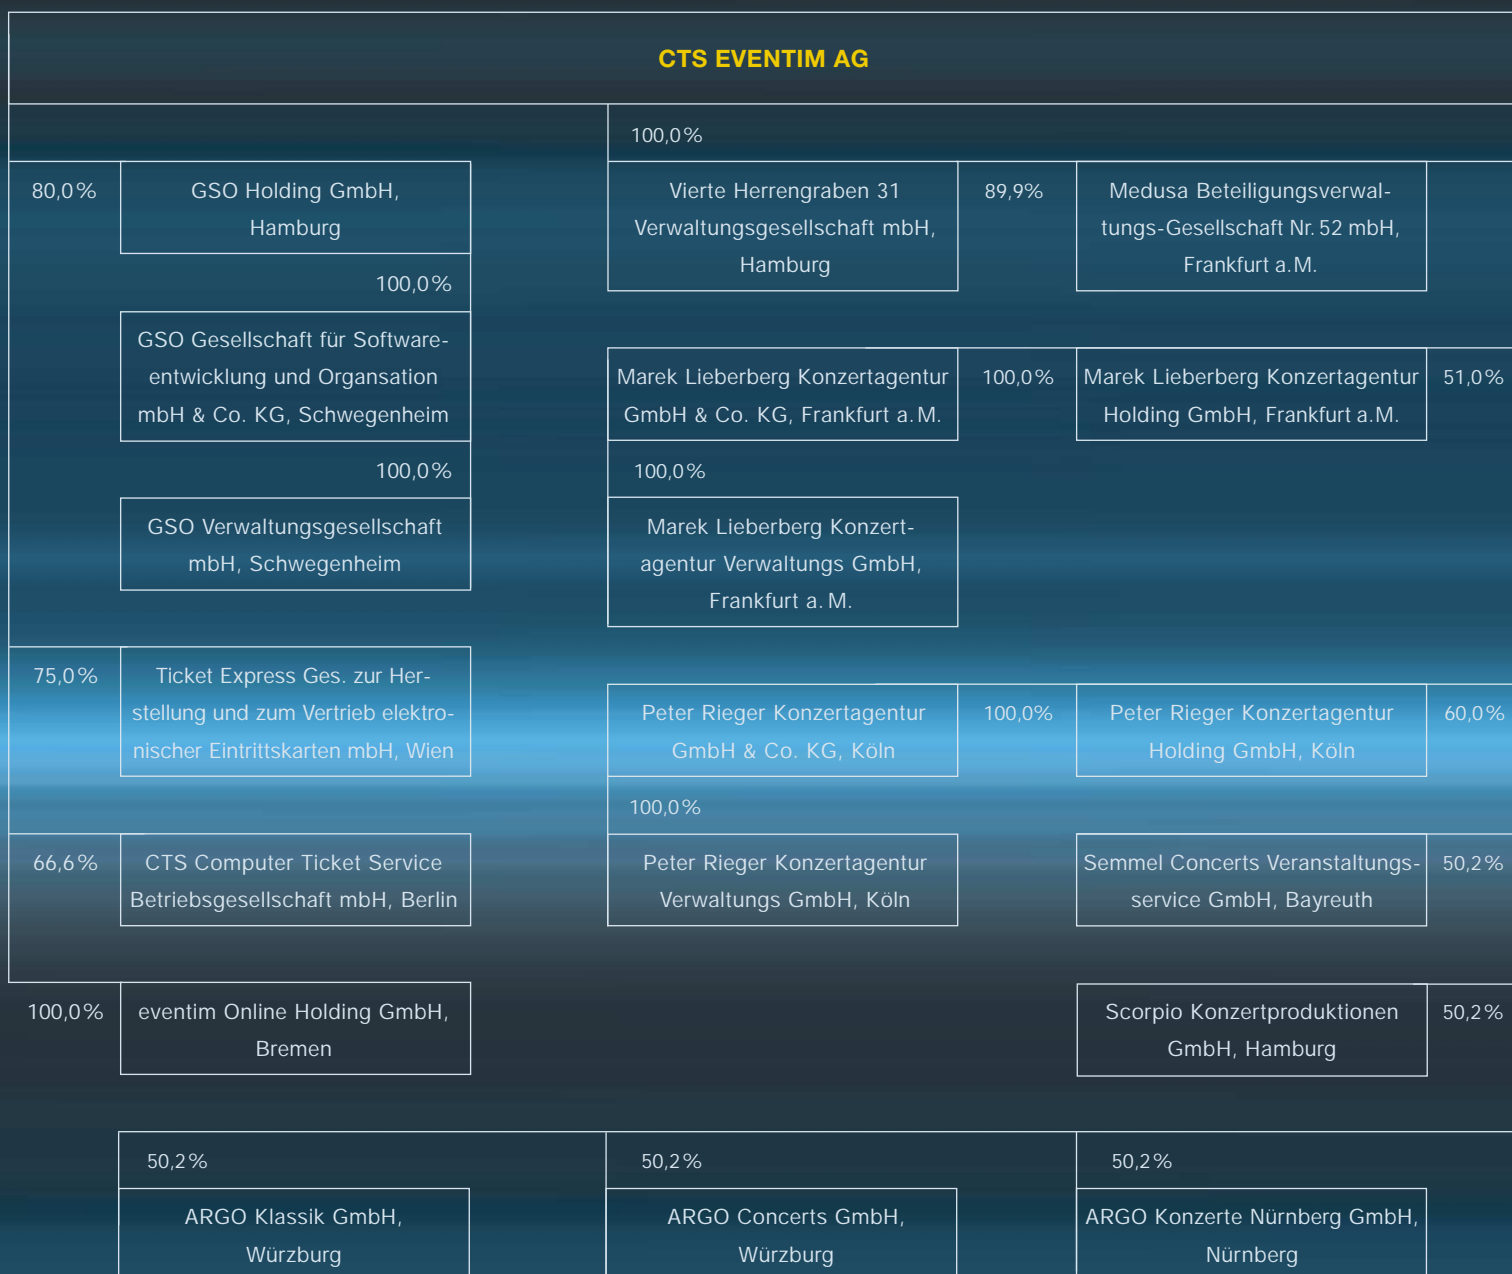 CTS EVENTIM AG
100,0%
80,0%
GSO Holding GmbH,
Hamburg
100,0%
GSO Gesellschaft für Software-
entwicklung und Organsation
mbH & Co. KG, Schwegenheim
100,0%
GSO Verwaltungsgesellschaft
mbH, Schwegenheim
75,0%
Ticket Express Ges. zur Her-
stellung und zum Vertrieb elektro-
nischer Eintrittskarten mbH, Wien
66,6%
CTS Computer Ticket Service
Betriebsgesellschaft mbH, Berlin
100,0%
eventim Online Holding GmbH,
Bremen
Vierte Herrengraben 31
Verwaltungsgesellschaft mbH,
Hamburg
89,9%
Medusa Beteiligungsverwal-
tungs-Gesellschaft Nr. 52 mbH,
Frankfurt a.M.
Marek Lieberberg Konzertagentur
GmbH & Co. KG, Frankfurt a.M.
100,0%
Marek Lieberberg Konzertagentur
Holding GmbH, Frankfurt a.M.
51,0%
100,0%
Marek Lieberberg Konzert-
agentur Verwaltungs GmbH,
Frankfurt a. M.
Peter Rieger Konzertagentur
GmbH & Co. KG, Köln
100,0%
Peter Rieger Konzertagentur
Holding GmbH, Köln
60,0%
100,0%
Peter Rieger Konzertagentur
Verwaltungs GmbH, Köln
Semmel Concerts Veranstaltungs-
service GmbH, Bayreuth
50,2%
Scorpio Konzertproduktionen
GmbH, Hamburg
50,2%
50,2%
ARGO Klassik GmbH,
Würzburg
50,2%
ARGO Concerts GmbH,
Würzburg
50,2%
ARGO Konzerte Nürnberg GmbH,
Nürnberg